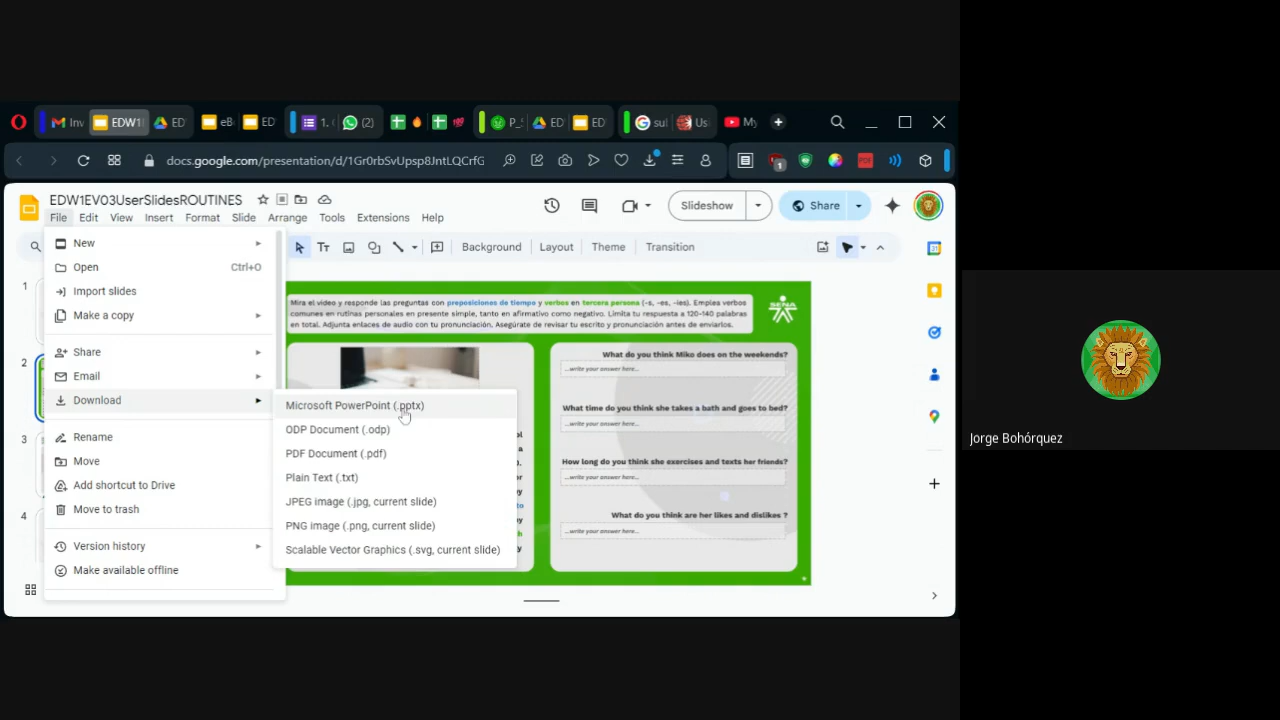 Inv
EDW1
ED
eB
ED
1.
(2)
P_S
ED
ED
sul
Us
My
docs.google.com/presentation/d/1Gr0rbSvUpsp8JntLQCrfG
1
EDW1EV03UserSlidesROUTINES
File Edit View Insert Format Slide Arrange Tools Extensions Help
Slideshow
Share
Background Layout Theme Transition
New
Open Ctrl+O
Import slides
Make a copy
Share
Email
Download
Rename
Move
Add shortcut to Drive
Move to trash
Version history
Make available offline
Microsoft PowerPoint (.pptx)
ODP Document (.odp)
PDF Document (.pdf)
Plain Text (.txt)
JPEG image (.jpg, current slide)
PNG image (.png, current slide)
Scalable Vector Graphics (.svg, current slide)
1
2
3
4
Mira el video y responde las preguntas con preposiciones de tiempo y verbos en tercera persona (-s, -es, -ies). Emplea verbos
comunes en rutinas personales en presente simple, tanto en afirmativo como negativo. Limita tu respuesta a 120-140 palabras
en total. Adjunta enlaces de audio con tu pronunciación, Asegúrate de revisar tu escrito y pronunciación antes de enviarlos.
SENA
What do you think Miko does on the weekends?
...write your answer here...
What time do you think she takes a bath and goes to bed?
...write your answer here...
How long do you think she exercises and texts her friends?
...write your answer here...
What do you think are her likes and dislikes ?
...write your answer here...
Jorge Bohórquez